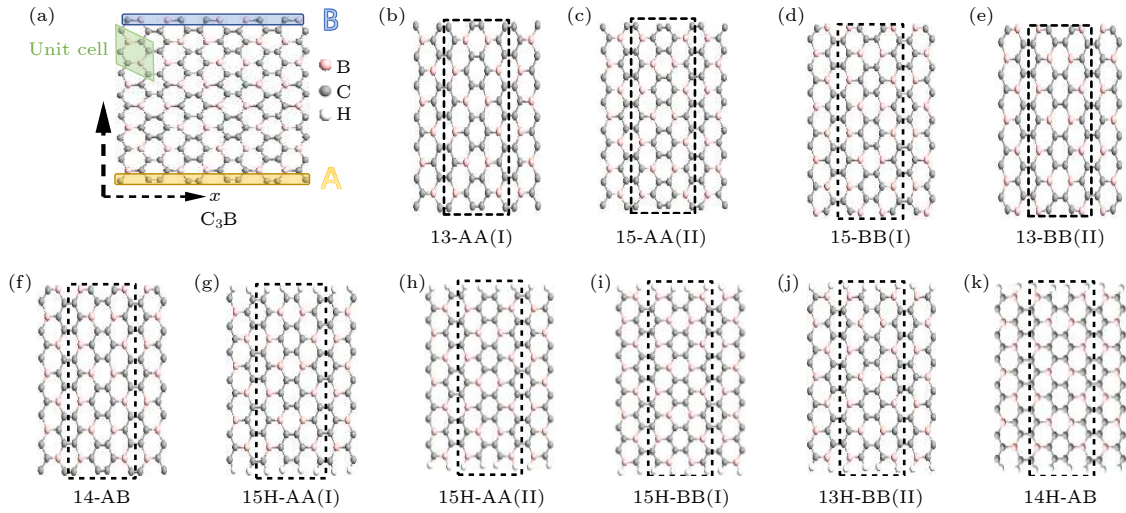 (a)
B
(b)
(c)
(d)
(e)
Unit cell
B
C
H
A
x
C₃B
13-AA(I)
15-AA(II)
15-BB(I)
13-BB(II)
(f)
(g)
(h)
(i)
(j)
(k)
14-AB
15H-AA(I)
15H-AA(II)
15H-BB(I)
13H-BB(II)
14H-AB